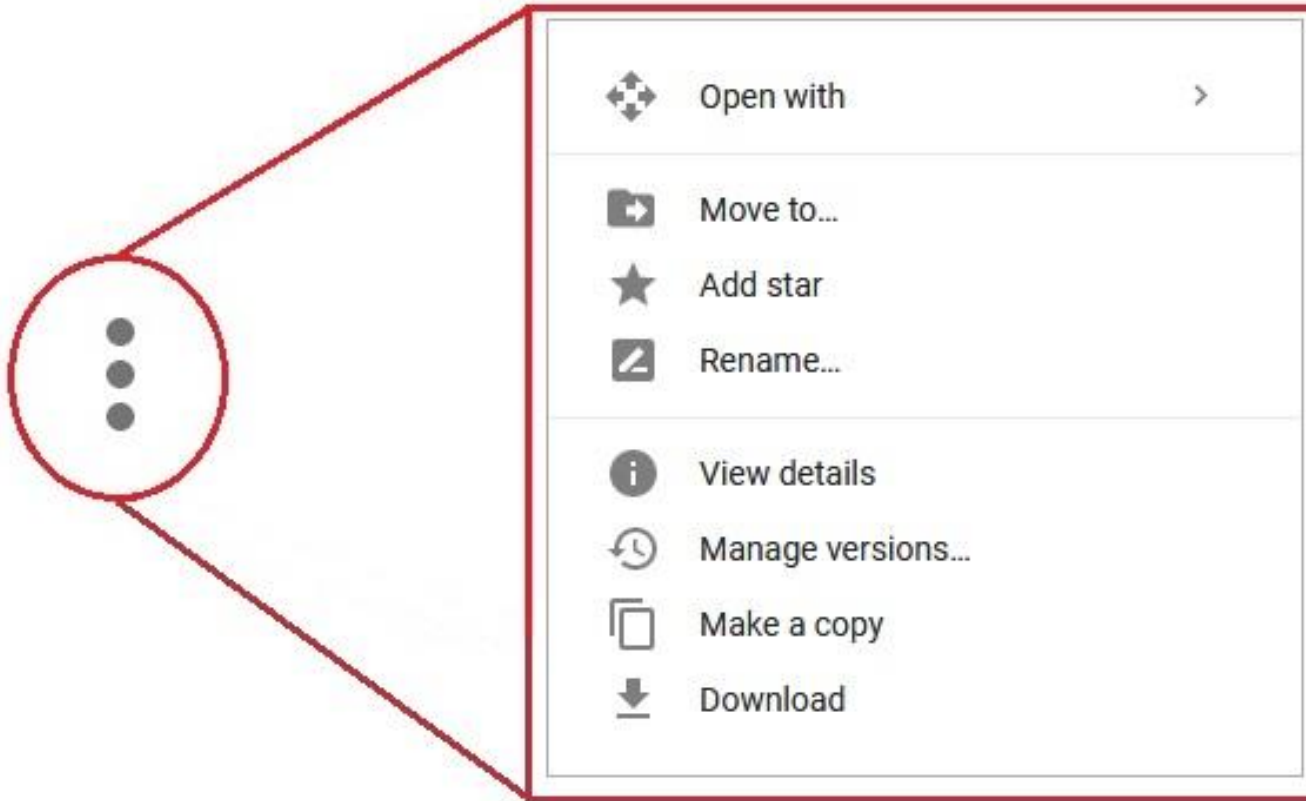 Open with
Move to...
Add star
Rename...
View details
Manage versions...
Make a copy
Download